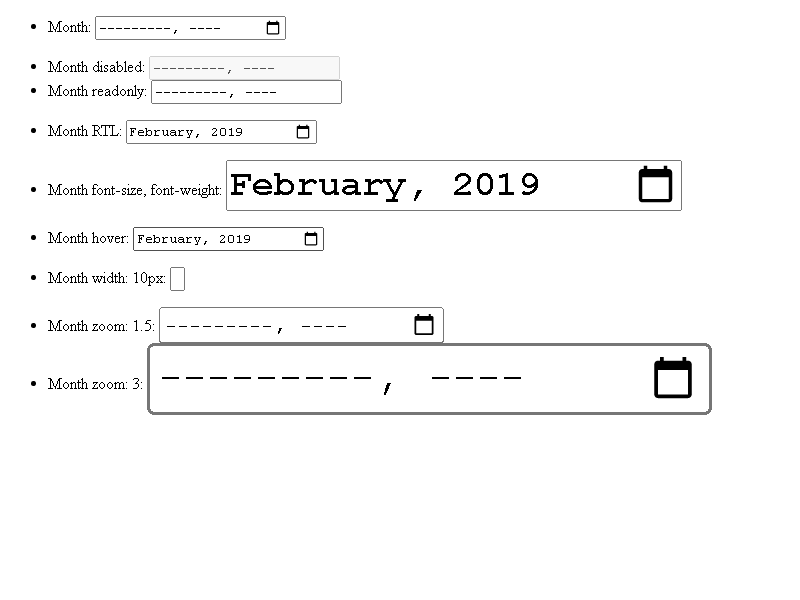 Month: ---------, ----
Month disabled: ---------, ----
Month readonly: ---------, ----
Month RTL: February, 2019
Month font-size, font-weight: February, 2019
Month hover: February, 2019
Month width: 10px:
Month zoom: 1.5: ---------, ----
Month zoom: 3: ---------, ----